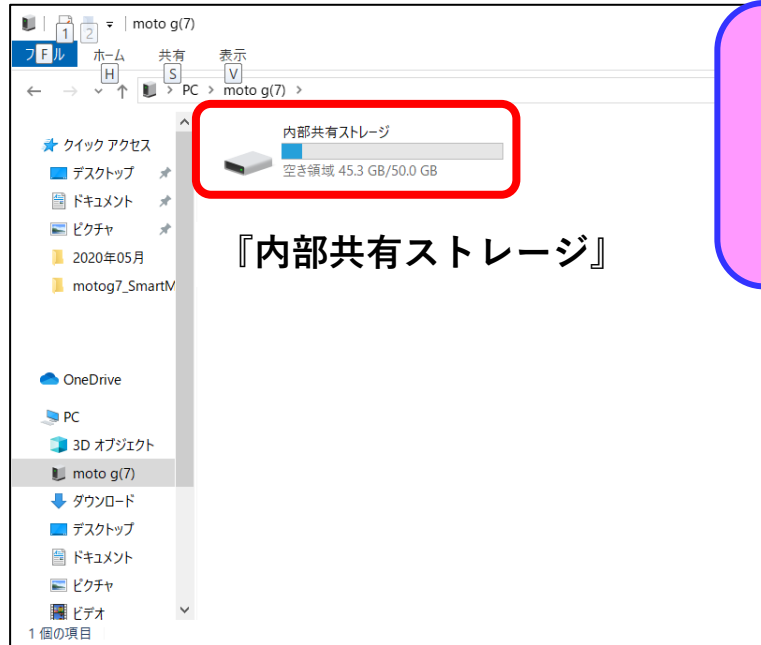 moto g(7)
1 2
ファイル ホーム 共有 表示
F H S V
PC > moto g(7) >
クイック アクセス
デスクトップ
ドキュメント
ピクチャ
2020年05月
motog7_SmartM
OneDrive
PC
3D オブジェクト
moto g(7)
ダウンロード
デスクトップ
ドキュメント
ピクチャ
ビデオ
1 個の項目
内部共有ストレージ
空き領域 45.3 GB/50.0 GB
『内部共有ストレージ』